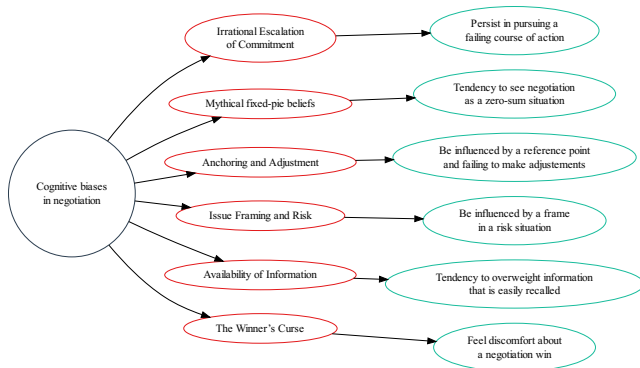 Cognitive biases
in negotiation
Irrational Escalation
of Commitment
Persist in pursuing a
failing course of action
Mythical fixed-pie beliefs
Tendency to see negotiation
as a zero-sum situation
Anchoring and Adjustment
Be influenced by a reference point
and failing to make adjustements
Issue Framing and Risk
Be influenced by a frame
in a risk situation
Availability of Information
Tendency to overweight information
that is easily recalled
The Winner's Curse
Feel discomfort about
a negotiation win